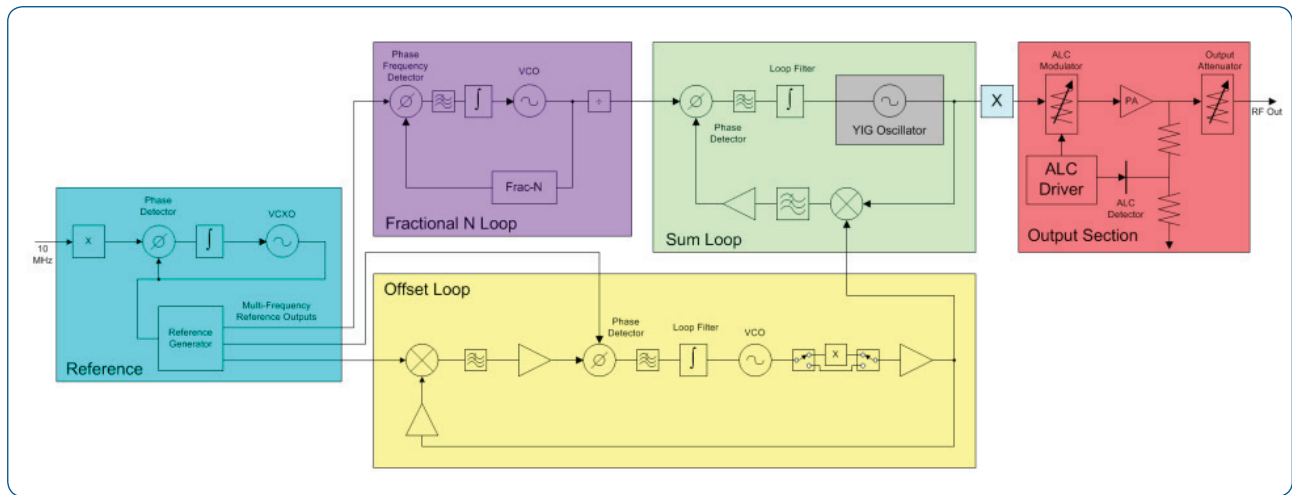 Phase
Frequency
Detector
VCO
÷
Frac-N
Fractional N Loop
Loop Filter
Phase
Detector
YIG Oscillator
Sum Loop
X
ALC
Modulator
Output
Attenuator
PA
RF Out
ALC
Driver
ALC
Detector
Output Section
Phase
Detector
VCXO
10
MHz
X
Multi-Frequency
Reference Outputs
Reference
Generator
Reference
Offset Loop
Phase
Detector
Loop Filter
VCO
X